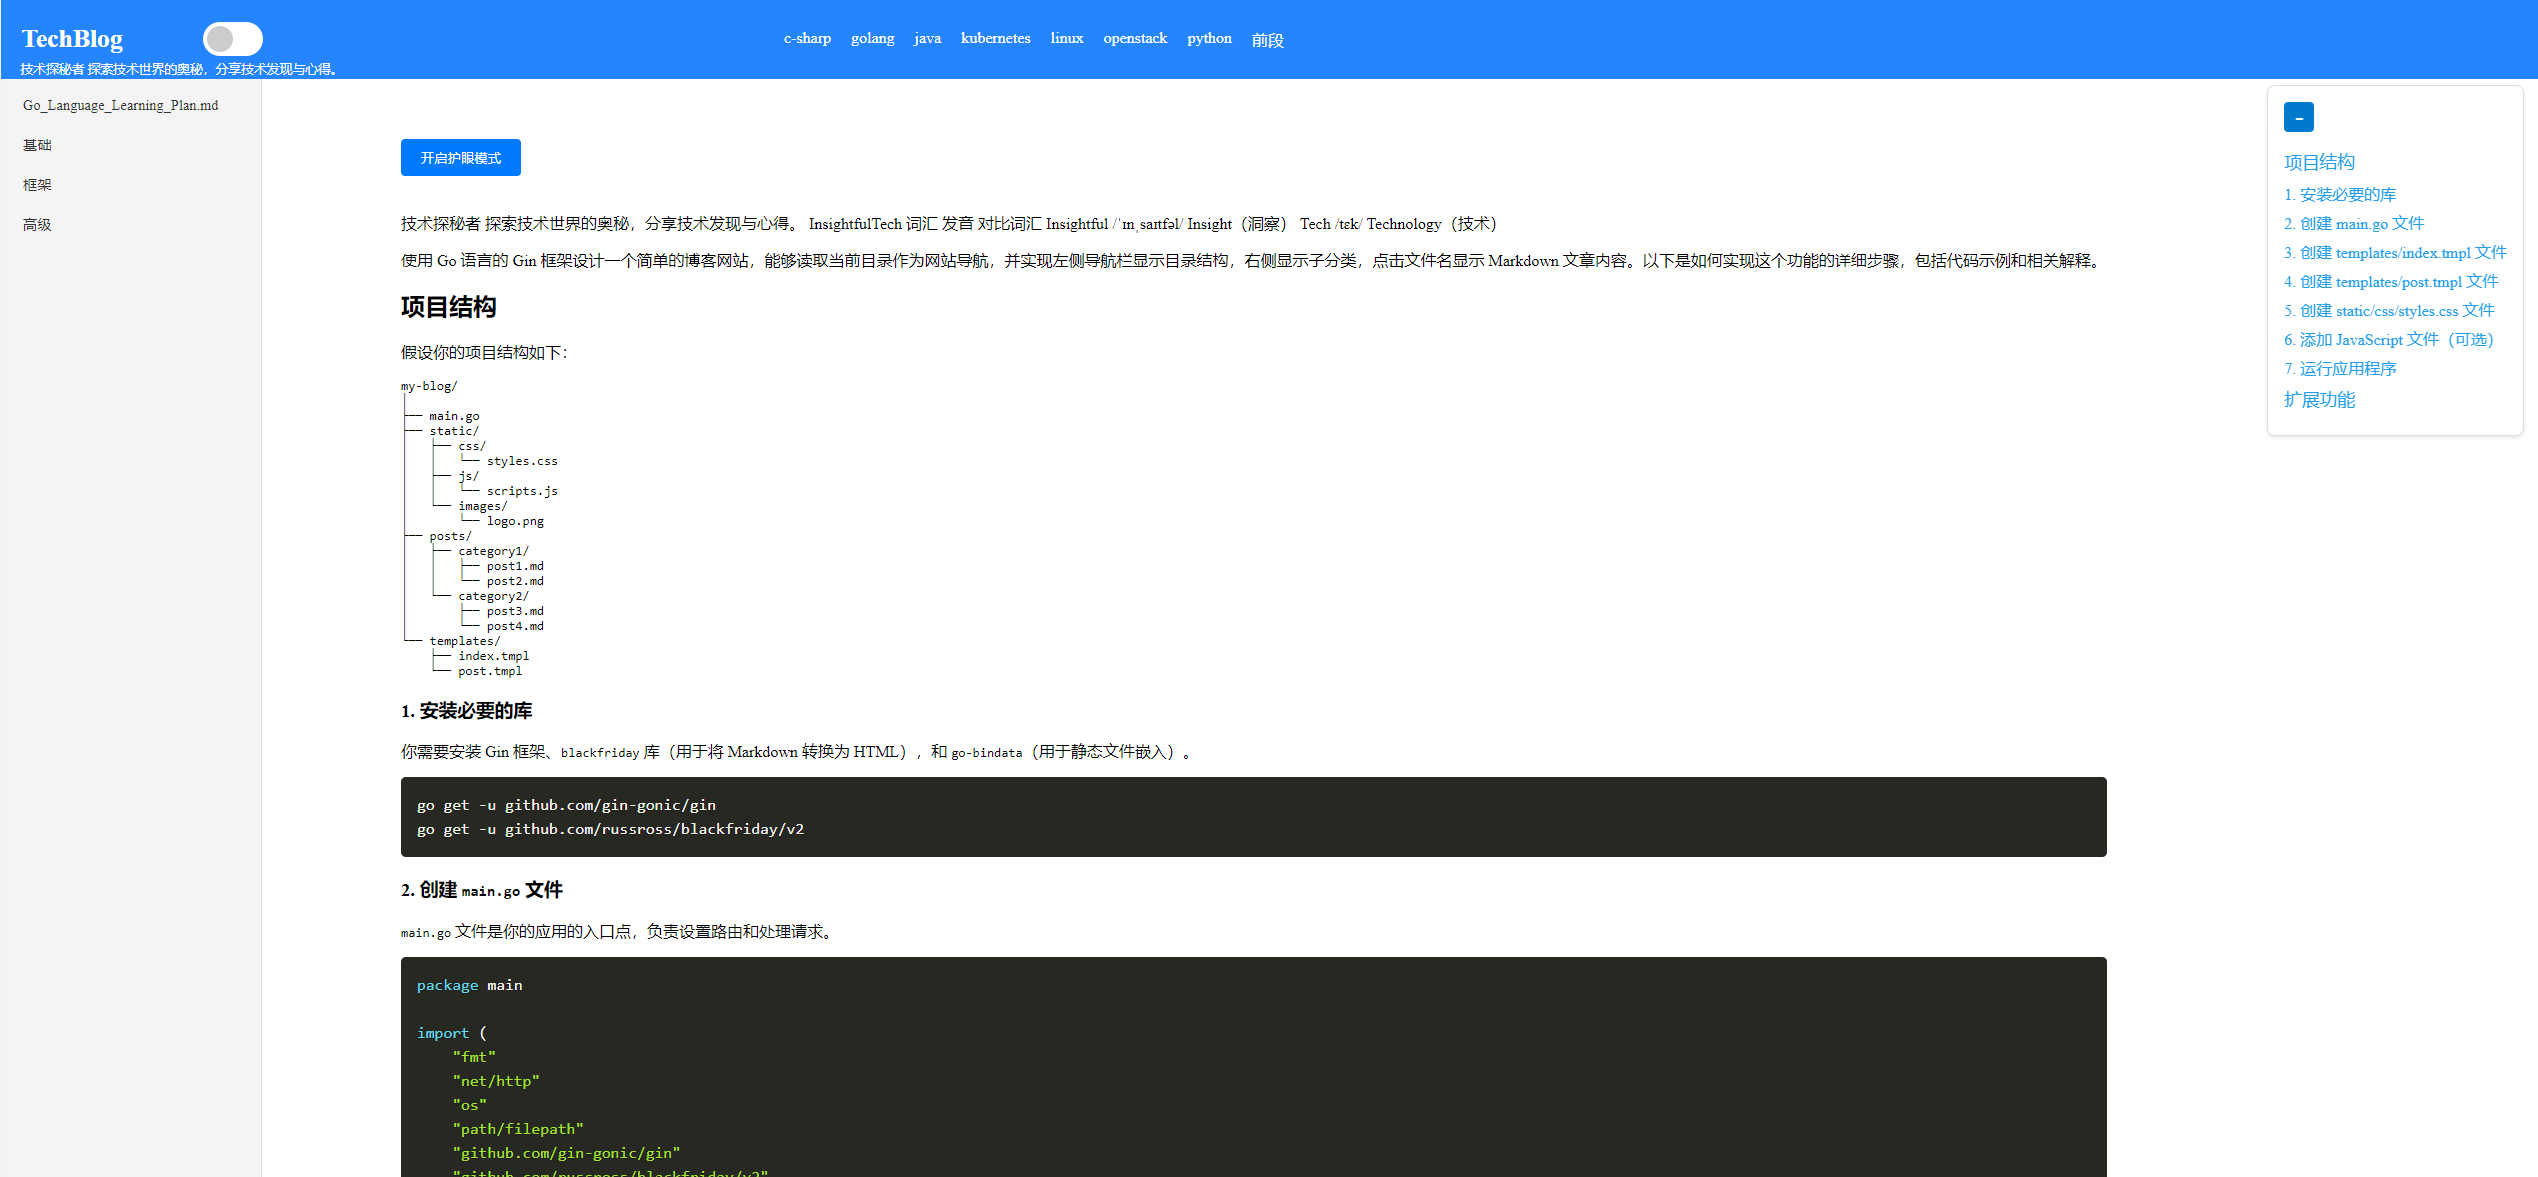 TechBlog
技术探秘者 探索技术世界的奥秘，分享技术发现与心得。
c-sharp golang java kubernetes linux openstack python 前段
Go_Language_Learning_Plan.md
基础
框架
高级
开启护眼模式
技术探秘者 探索技术世界的奥秘，分享技术发现与心得。 InsightfulTech 词汇 发音 对比词汇 Insightful /ˈɪnˌsaɪtfəl/ Insight（洞察） Tech /tɛk/ Technology（技术）
使用 Go 语言的 Gin 框架设计一个简单的博客网站，能够读取当前目录作为网站导航，并实现左侧导航栏显示目录结构，右侧显示子分类，点击文件名显示 Markdown 文章内容。以下是如何实现这个功能的详细步骤，包括代码示例和相关解释。
项目结构
假设你的项目结构如下：
my-blog/
│
├── main.go
├── static/
│   ├── css/
│   │   └── styles.css
│   ├── js/
│   │   └── scripts.js
│   └── images/
│       └── logo.png
├── posts/
│   ├── category1/
│   │   ├── post1.md
│   │   └── post2.md
│   └── category2/
│       ├── post3.md
│       └── post4.md
└── templates/
    ├── index.tmpl
    └── post.tmpl
1. 安装必要的库
你需要安装 Gin 框架、blackfriday 库（用于将 Markdown 转换为 HTML），和 go-bindata（用于静态文件嵌入）。
go get -u github.com/gin-gonic/gin
go get -u github.com/russross/blackfriday/v2
2. 创建 main.go 文件
main.go 文件是你的应用的入口点，负责设置路由和处理请求。
package main
import (
"fmt"
"net/http"
"os"
"path/filepath"
"github.com/gin-gonic/gin"
"github.com/russross/blackfriday/v2"
-
项目结构
1. 安装必要的库
2. 创建 main.go 文件
3. 创建 templates/index.tmpl 文件
4. 创建 templates/post.tmpl 文件
5. 创建 static/css/styles.css 文件
6. 添加 JavaScript 文件（可选）
7. 运行应用程序
扩展功能